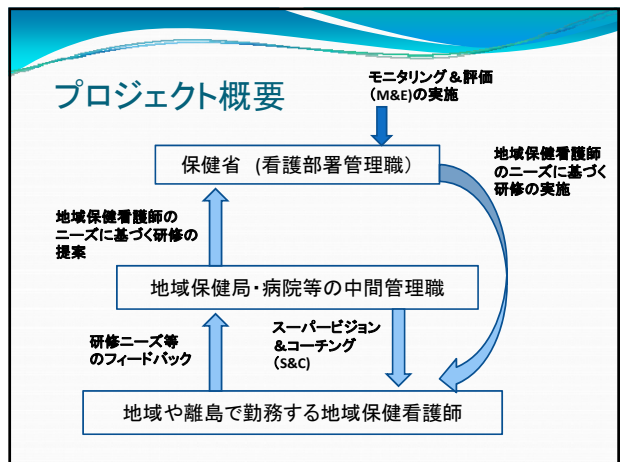 プロジェクト概要
モニタリング&評価
(M&E)の実施
保健省 (看護部署管理職)
地域保健看護師
のニーズに基づく
研修の実施
地域保健看護師の
ニーズに基づく研修の
提案
地域保健局・病院等の中間管理職
研修ニーズ等
のフィードバック
スーパービジョン
&コーチング
(S&C)
地域や離島で勤務する地域保健看護師